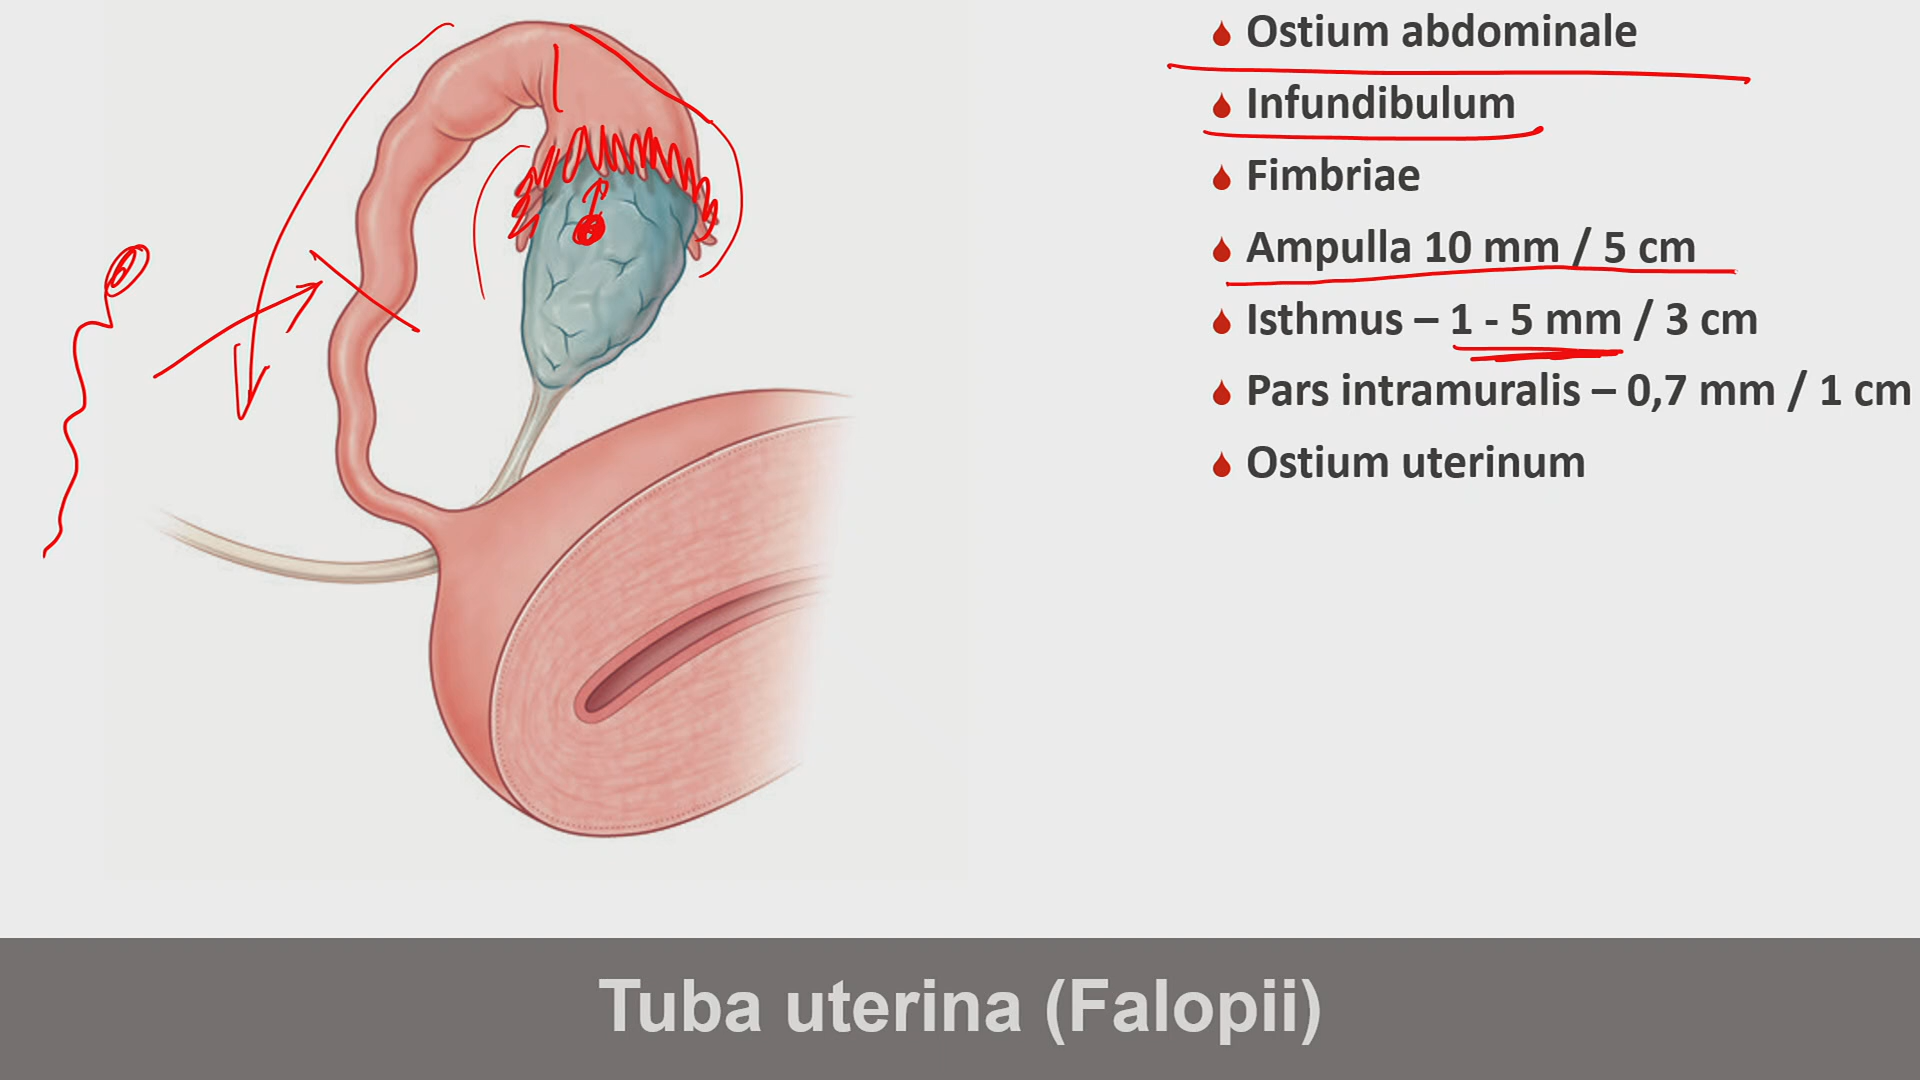 Ostium abdominale
Infundibulum
Fimbriae
Ampulla 10 mm / 5 cm
Isthmus – 1 - 5 mm / 3 cm
Pars intramuralis – 0,7 mm / 1 cm
Ostium uterinum
Tuba uterina (Falopii)